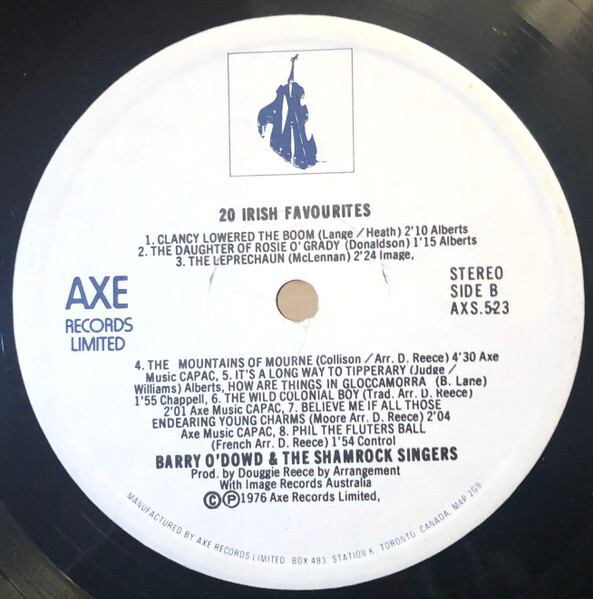 20 IRISH FAVOURITES
1. CLANCY LOWERED THE BOOM (Lange / Heath) 2'10 Alberts
2. THE DAUGHTER OF ROSIE O' GRADY (Donaldson) 1'15 Alberts
3. THE LEPRECHAUN (McLennan) 2'24 Image,
AXE
RECORDS
LIMITED
STEREO
SIDE B
AXS.523
4. THE MOUNTAINS OF MOURNE (Collison / Arr. D. Reece) 4'30 Axe
Music CAPAC, 5. IT'S A LONG WAY TO TIPPERARY (Judge /
Williams) Alberts, HOW ARE THINGS IN GLOCCAMORRA (B. Lane)
1'55 Chappell, 6. THE WILD COLONIAL BOY (Trad. Arr. D. Reece)
2'01 Axe Music CAPAC, 7. BELIEVE ME IF ALL THOSE
ENDEARING YOUNG CHARMS (Moore Arr. D. Reece) 2'04
Axe Music CAPAC, 8. PHIL THE FLUTERS BALL
(French Arr. D. Reece) 1'54 Control
BARRY O'DOWD & THE SHAMROCK SINGERS
Prod. by Douggie Reece by Arrangement
With Image Records Australia
©℗1976 Axe Records Limited,
MANUFACTURED BY AXE RECORDS LIMITED. BOX 483, STATION K, TORONTO, CANADA. M4P 2G9